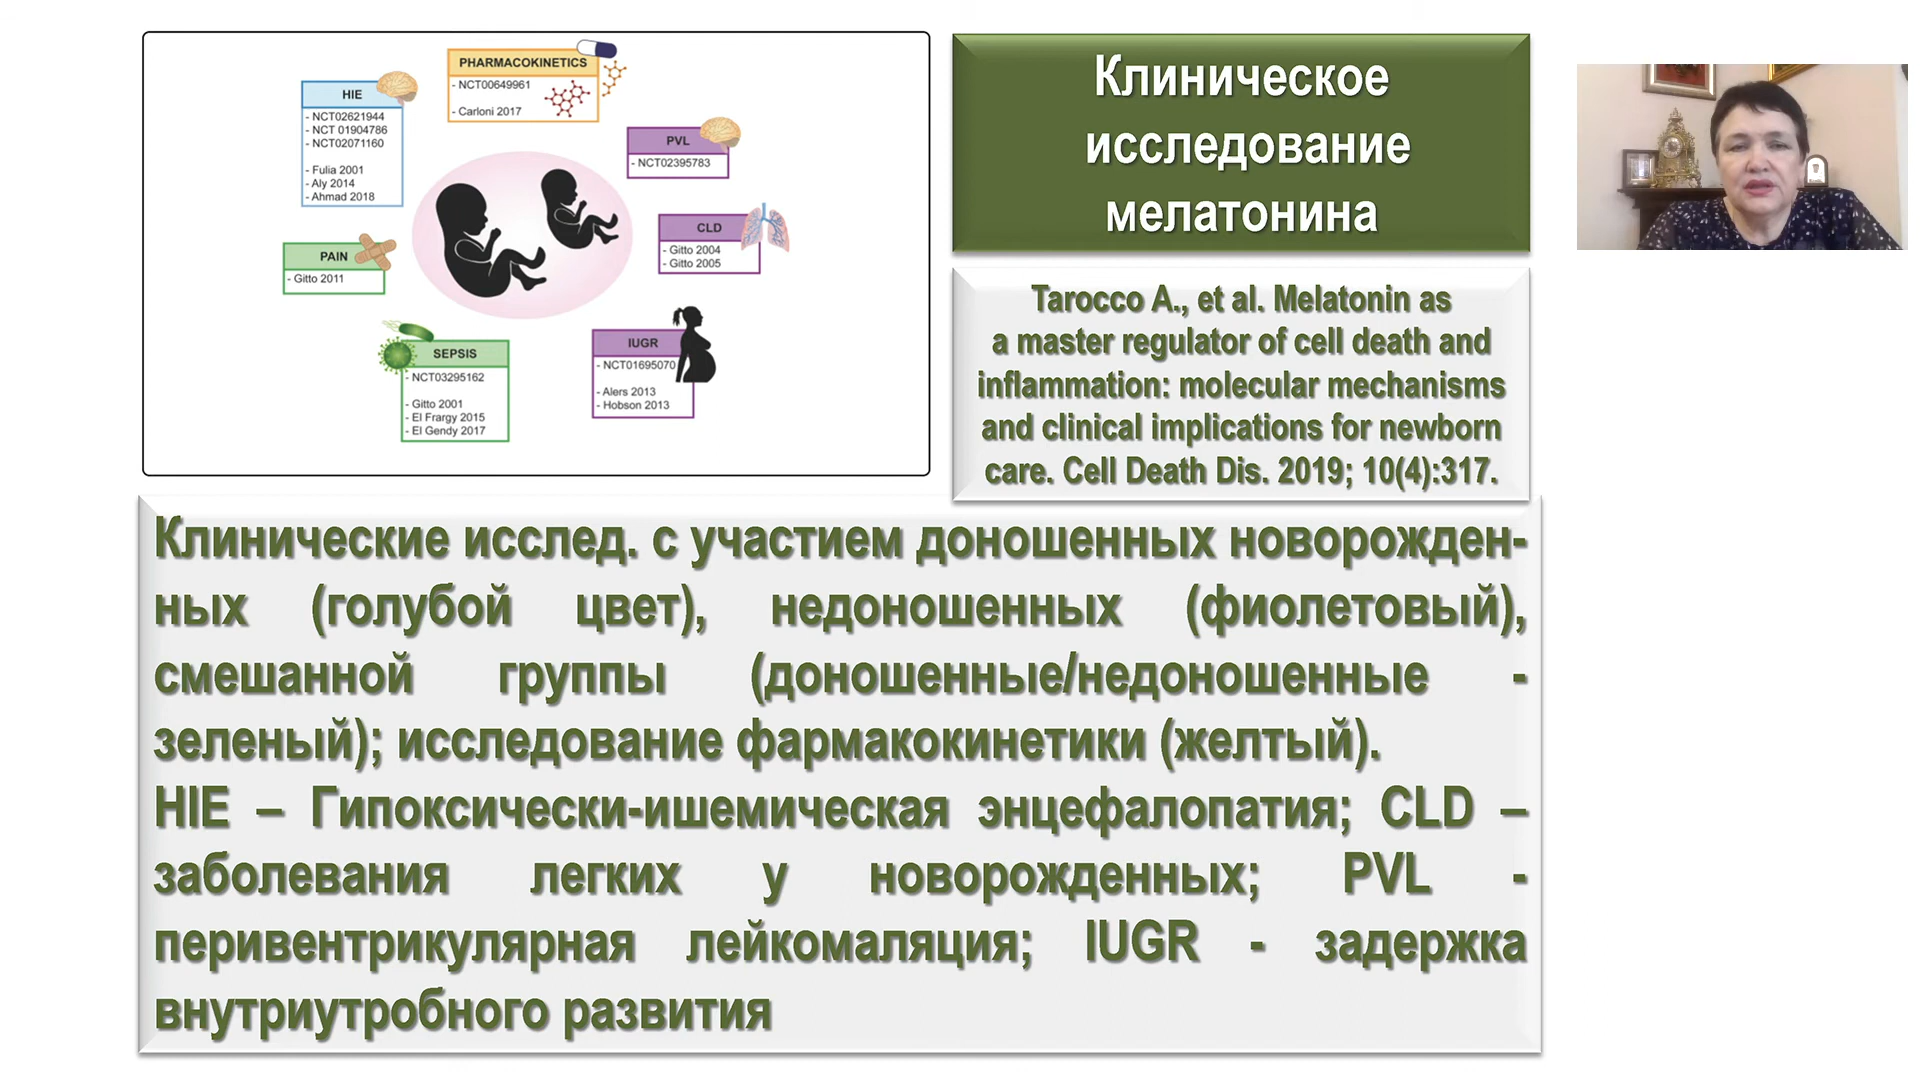 PHARMACOKINETICS
- NCT00649961
- Carloni 2017
HIE
- NCT02621944
- NCT 01904786
- NCT02071160
- Fulia 2001
- Aly 2014
- Ahmad 2018
PVL
- NCT02395783
CLD
- Gitto 2004
- Gitto 2005
PAIN
- Gitto 2011
SEPSIS
- NCT03295162
- Gitto 2001
- El Frargy 2015
- El Gendy 2017
IUGR
- NCT01695070
- Alers 2013
- Hobson 2013
Клиническое
исследование
мелатонина
Tarocco A., et al. Melatonin as
a master regulator of cell death and
inflammation: molecular mechanisms
and clinical implications for newborn
care. Cell Death Dis. 2019; 10(4):317.
Клинические исслед. с участием доношенных новорожден-
ных (голубой цвет), недоношенных (фиолетовый),
смешанной группы (доношенные/недоношенные -
зеленый); исследование фармакокинетики (желтый).
HIE – Гипоксически-ишемическая энцефалопатия; CLD –
заболевания легких у новорожденных; PVL -
перивентрикулярная лейкомаляция; IUGR - задержка
внутриутробного развития